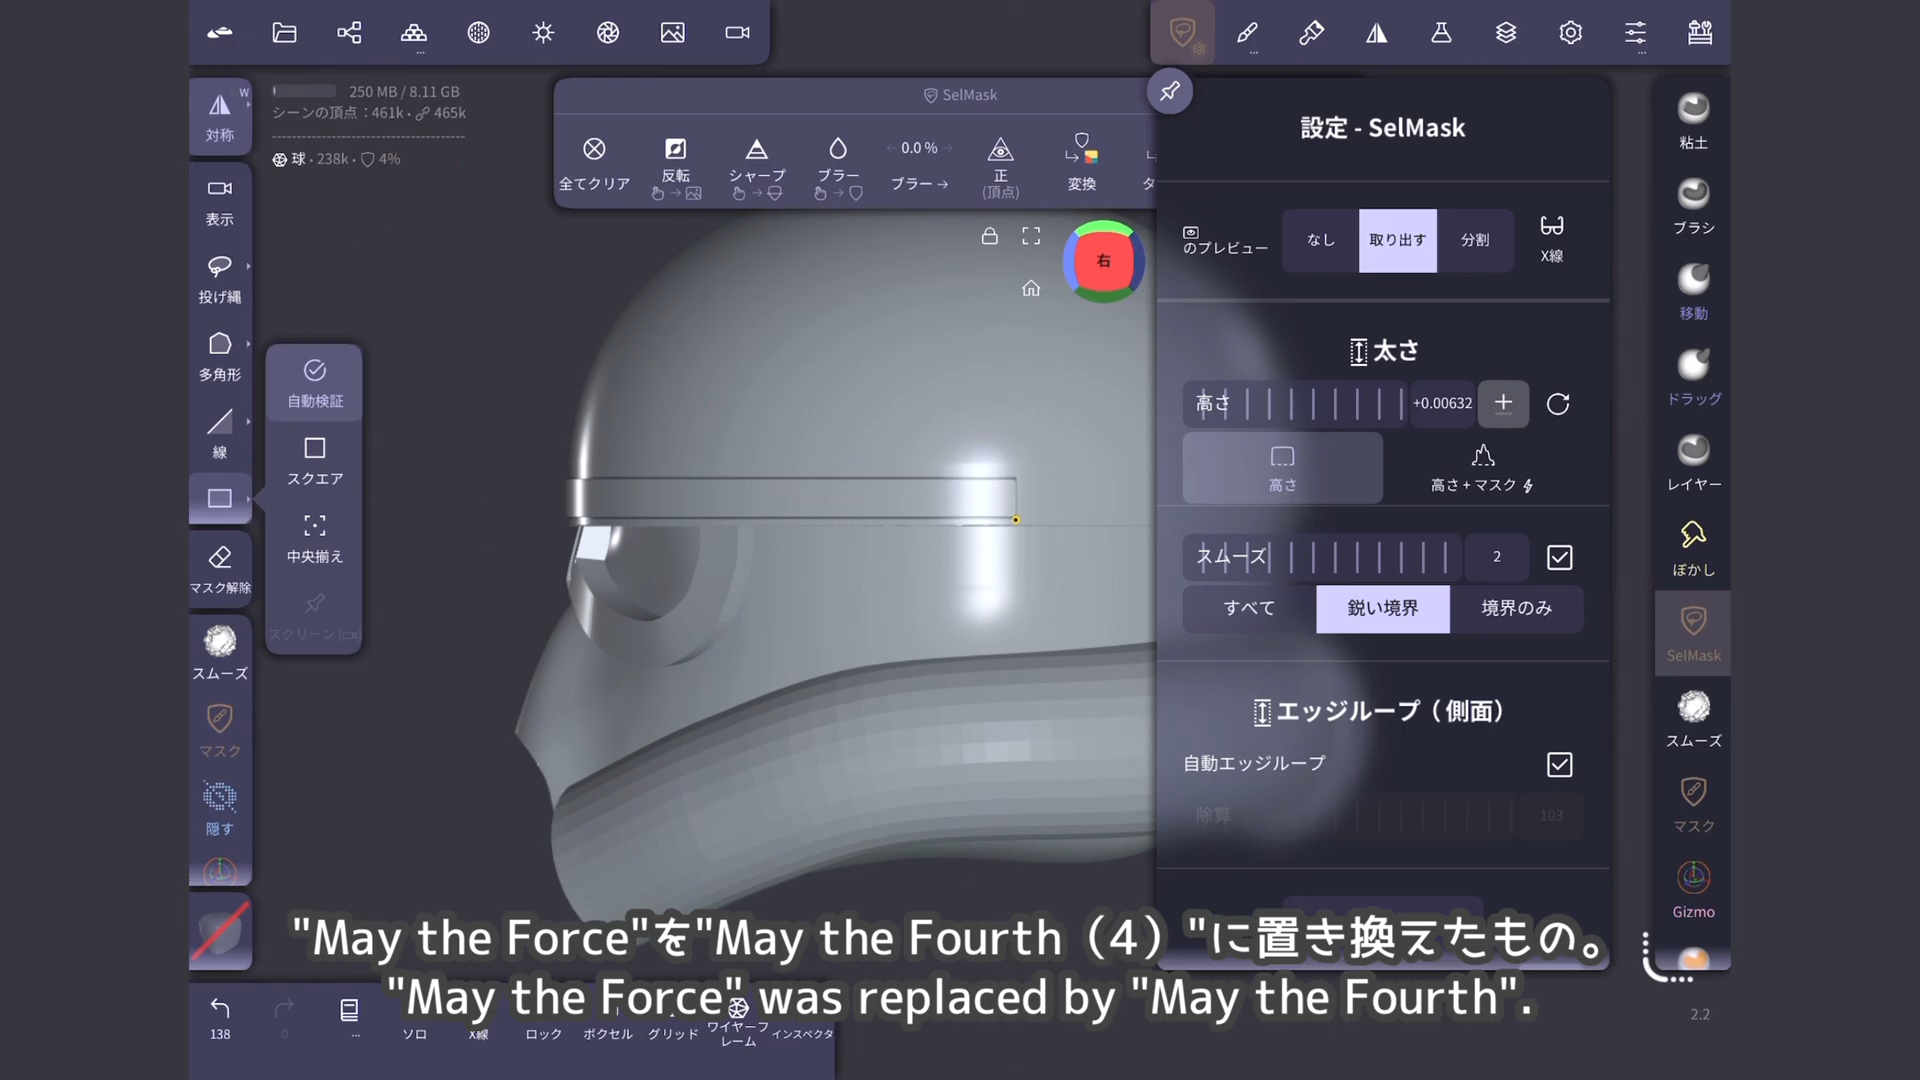 250 MB / 8.11 GB
シーンの頂点：461k • 465k
球 • 238k • 4%
W
対称
表示
投げ縄
多角形
線
マスク解除
スムーズ
マスク
隠す
自動検証
スクエア
中央揃え
スクリーン
SelMask
全てクリア
反転
シャープ
ブラー
0.0 %
ブラー →
正
(頂点)
変換
タ
右
設定 - SelMask
のプレビュー
なし
取り出す
分割
X線
太さ
高さ
+0.00632
高さ
高さ + マスク
スムーズ
2
すべて
鋭い境界
境界のみ
エッジループ（側面）
自動エッジループ
除算
103
粘土
ブラシ
移動
ドラッグ
レイヤー
ぼかし
SelMask
スムーズ
マスク
Gizmo
"May the Force"を"May the Fourth（4）"に置き換えたもの。
"May the Force" was replaced by "May the Fourth".
138
0
...
ソロ
X線
ロック
ボクセル
グリッド
ワイヤーフ
レーム
インスペクタ
2.2